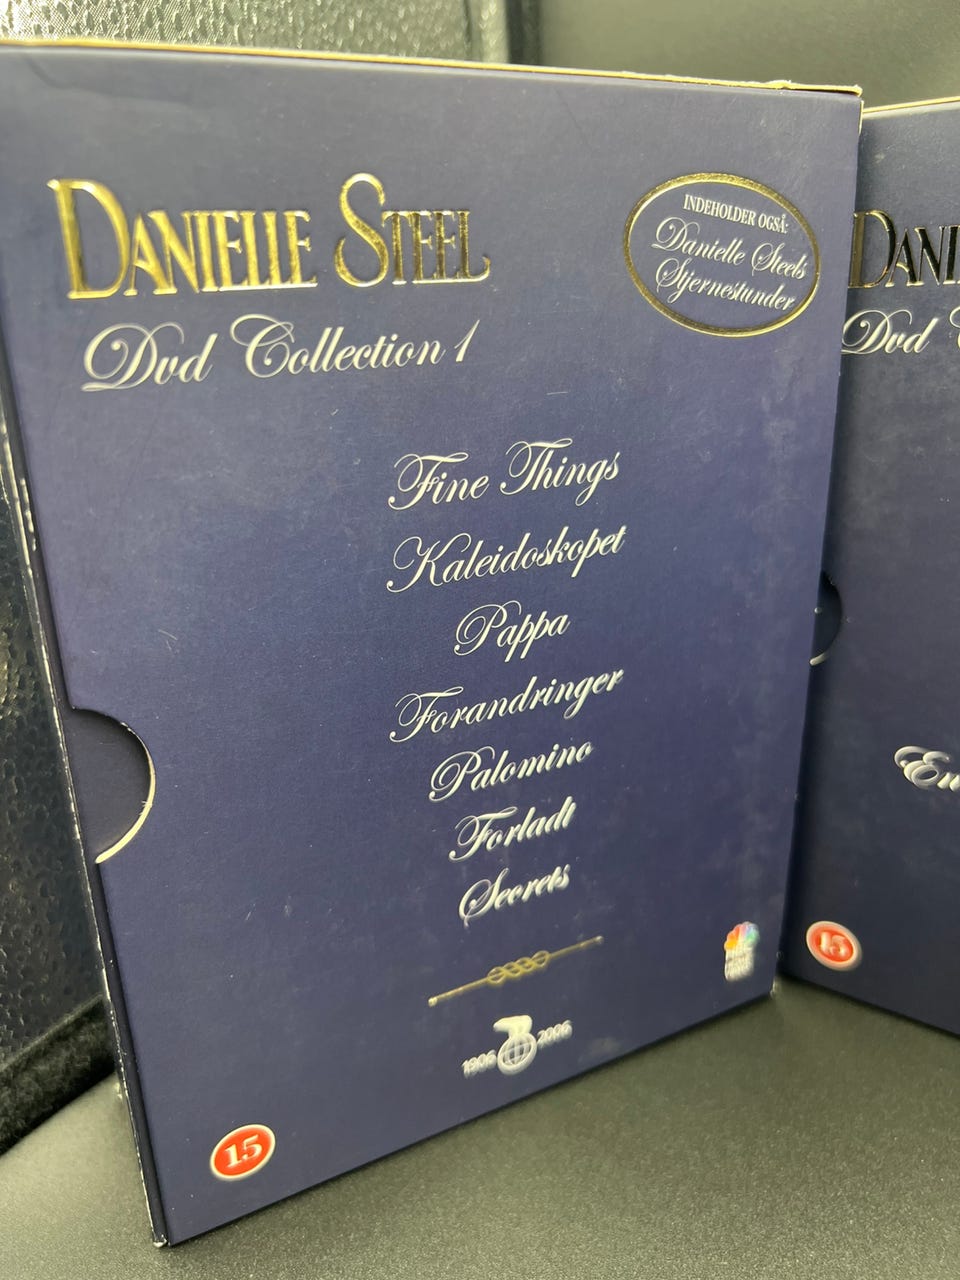 DANIELLE STEEL
Dvd Collection 1
INDEHOLDER OGSÅ:
Danielle Steels
Stjernestunder
Fine Things
Kaleidoskopet
Pappa
Forandringer
Palomino
Forladt
Secrets
1906 2006
15
DANI
Dvd
En
15